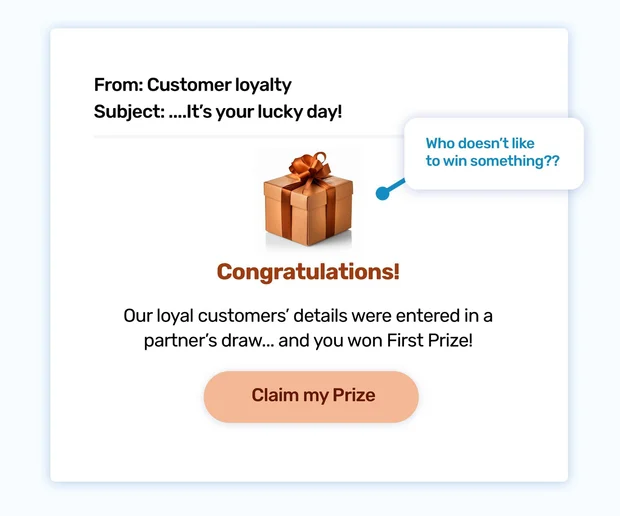 From: Customer loyalty
Subject: ....It's your lucky day!
Who doesn't like
to win something??
Congratulations!
Our loyal customers' details were entered in a
partner's draw... and you won First Prize!
Claim my Prize